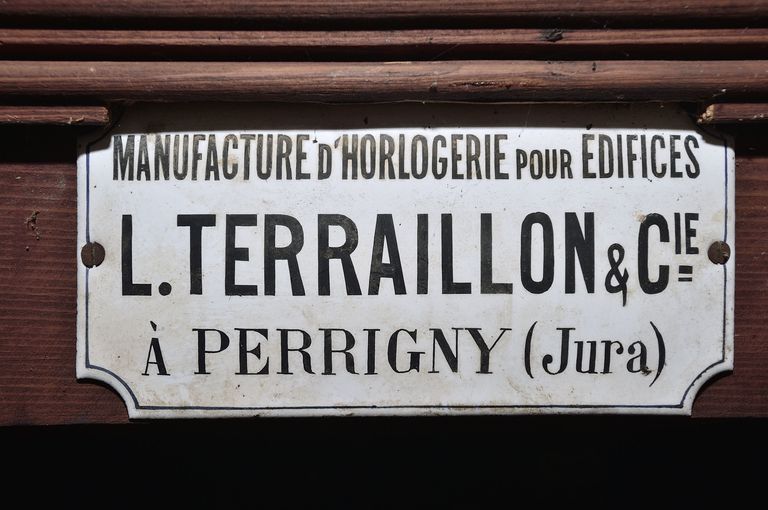 MANUFACTURE D'HORLOGERIE POUR EDIFICES
L. TERRAILLON & CIE
À PERRIGNY (Jura)